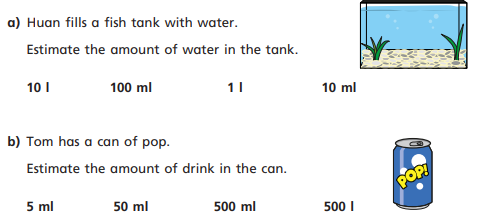 a) Huan fills a fish tank with water.
Estimate the amount of water in the tank.
10 l 100 ml 1 l 10 ml
b) Tom has a can of pop.
Estimate the amount of drink in the can.
POP!
5 ml 50 ml 500 ml 500 l